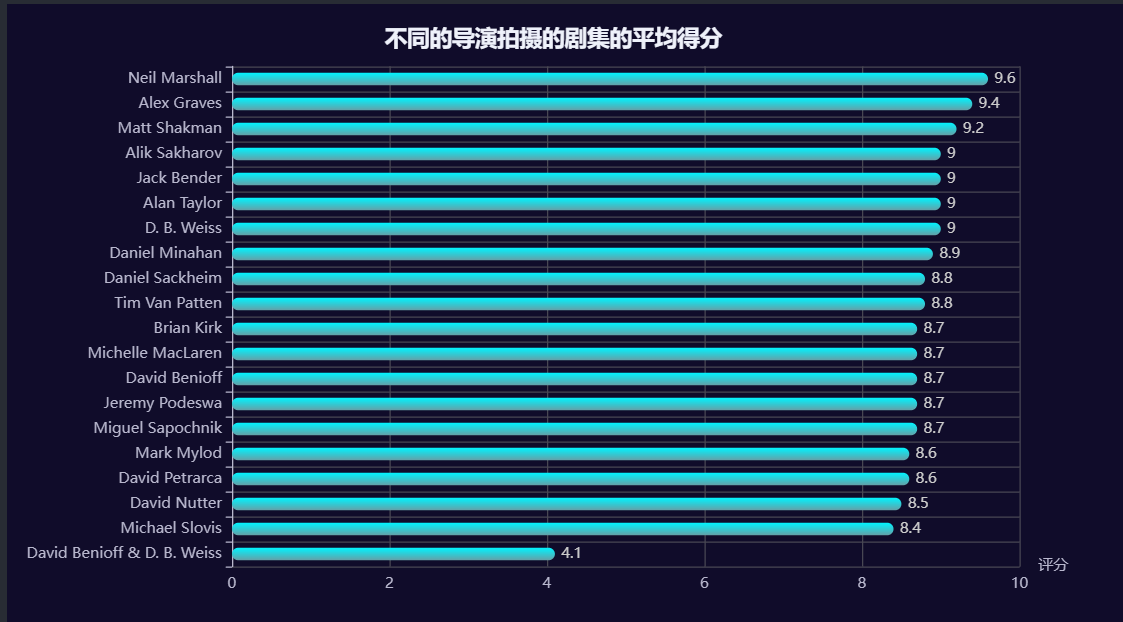 不同的导演拍摄的剧集的平均得分
Neil Marshall 9.6
Alex Graves 9.4
Matt Shakman 9.2
Alik Sakharov 9
Jack Bender 9
Alan Taylor 9
D. B. Weiss 9
Daniel Minahan 8.9
Daniel Sackheim 8.8
Tim Van Patten 8.8
Brian Kirk 8.7
Michelle MacLaren 8.7
David Benioff 8.7
Jeremy Podeswa 8.7
Miguel Sapochnik 8.7
Mark Mylod 8.6
David Petrarca 8.6
David Nutter 8.5
Michael Slovis 8.4
David Benioff & D. B. Weiss 4.1
评分
0 2 4 6 8 10